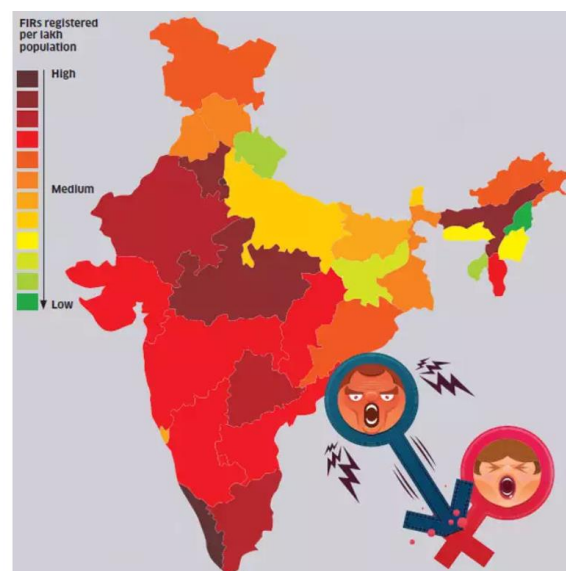 FIRs registered
per lakh
population
High
Medium
Low